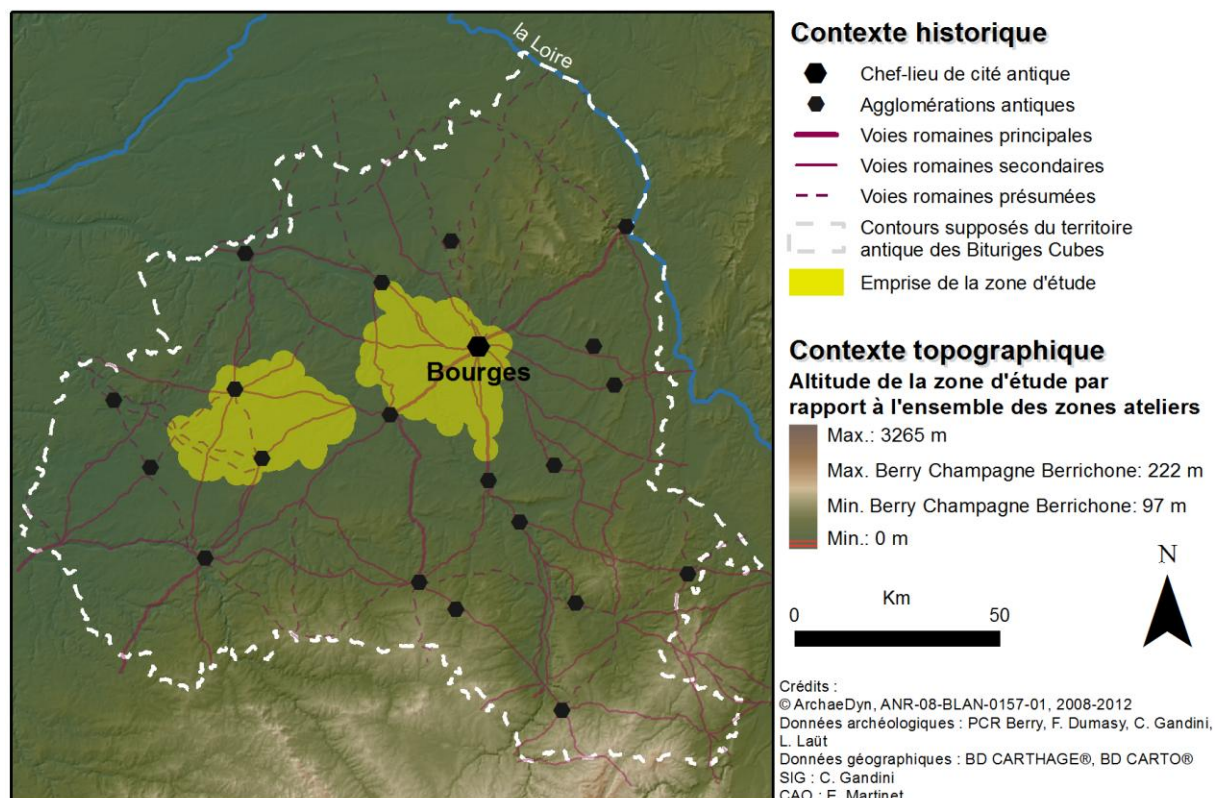 la Loire
Bourges
Contexte historique
Chef-lieu de cité antique
Agglomérations antiques
Voies romaines principales
Voies romaines secondaires
Voies romaines présumées
Contours supposés du territoire
antique des Bituriges Cubes
Emprise de la zone d'étude
Contexte topographique
Altitude de la zone d'étude par
rapport à l'ensemble des zones ateliers
Max.: 3265 m
Max. Berry Champagne Berrichone: 222 m
Min. Berry Champagne Berrichone: 97 m
Min.: 0 m
N
Km
0 50
Crédits :
© ArchaeDyn, ANR-08-BLAN-0157-01, 2008-2012
Données archéologiques : PCR Berry, F. Dumasy, C. Gandini,
L. Laüt
Données géographiques : BD CARTHAGE®, BD CARTO®
SIG : C. Gandini
CAO : E. Martinet